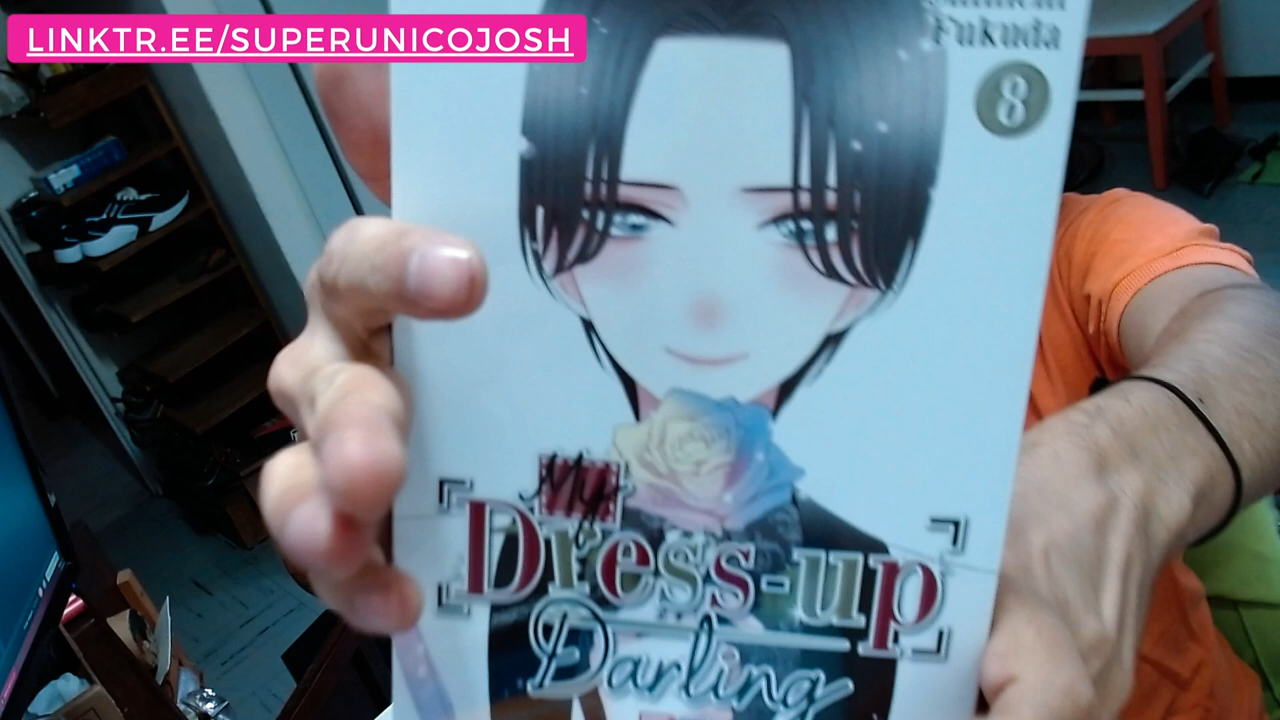 LINKTR.EE/SUPERUNICOJOSH
Fukuda
8
My
Dress-up
Darling